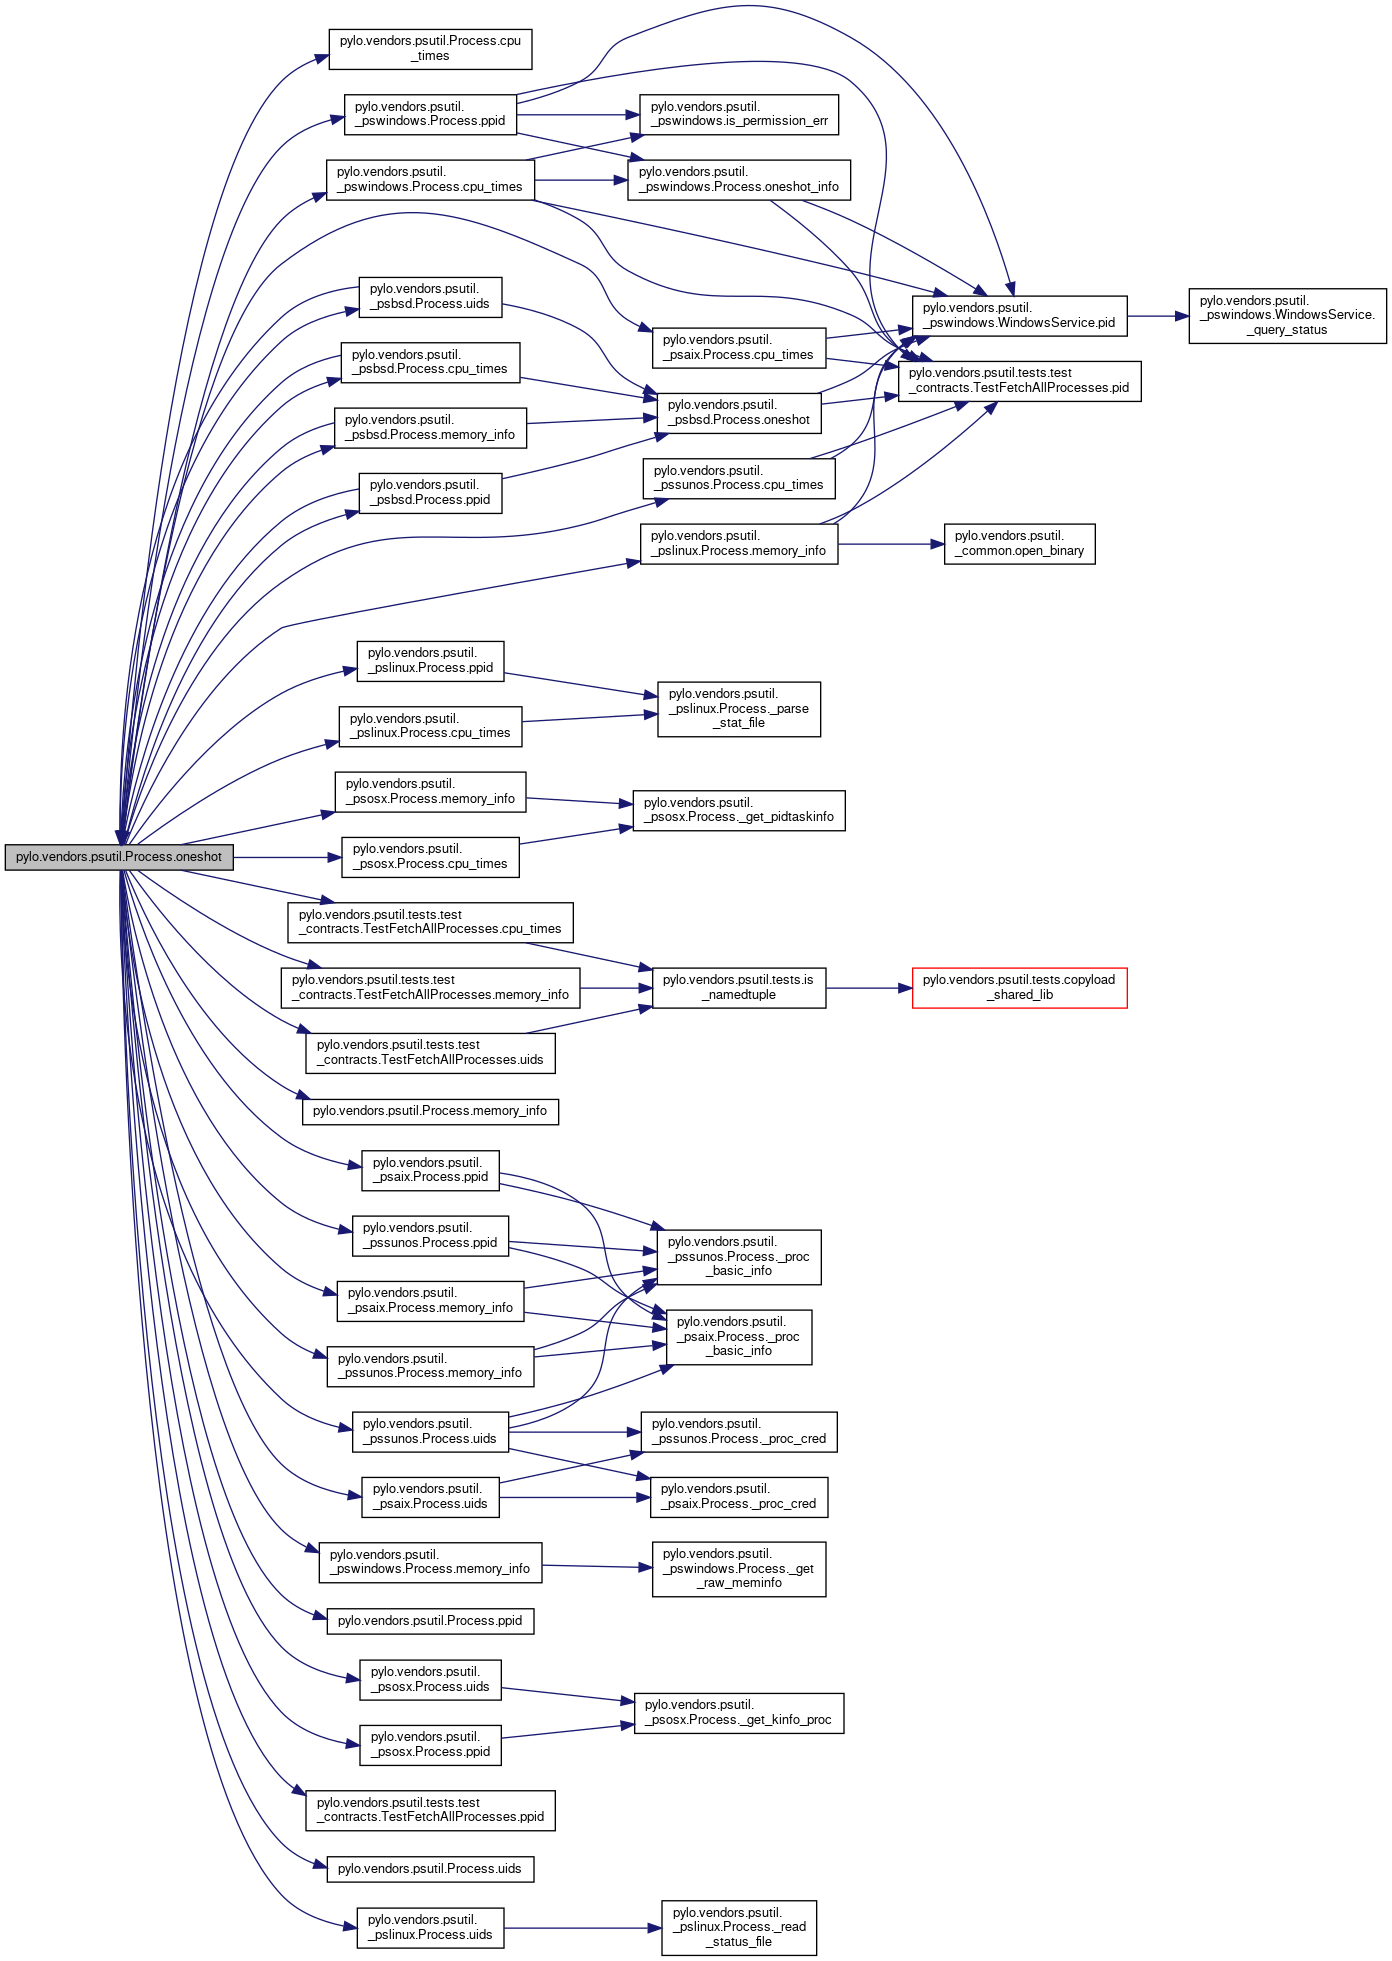 pylo.vendors.psutil.Process.cpu
_times
pylo.vendors.psutil.
_pswindows.Process.ppid
pylo.vendors.psutil.
_pswindows.is_permission_err
pylo.vendors.psutil.
_pswindows.Process.cpu_times
pylo.vendors.psutil.
_pswindows.Process.oneshot_info
pylo.vendors.psutil.
_psbsd.Process.uids
pylo.vendors.psutil.
_pswindows.WindowsService.pid
pylo.vendors.psutil.
_pswindows.WindowsService.
_query_status
pylo.vendors.psutil.
_psaix.Process.cpu_times
pylo.vendors.psutil.
_psbsd.Process.cpu_times
pylo.vendors.psutil.tests.test
_contracts.TestFetchAllProcesses.pid
pylo.vendors.psutil.
_psbsd.Process.oneshot
pylo.vendors.psutil.
_psbsd.Process.memory_info
pylo.vendors.psutil.
_pssunos.Process.cpu_times
pylo.vendors.psutil.
_psbsd.Process.ppid
pylo.vendors.psutil.
_pslinux.Process.memory_info
pylo.vendors.psutil.
_common.open_binary
pylo.vendors.psutil.
_pslinux.Process.ppid
pylo.vendors.psutil.
_pslinux.Process._parse
_stat_file
pylo.vendors.psutil.
_pslinux.Process.cpu_times
pylo.vendors.psutil.
_psosx.Process.memory_info
pylo.vendors.psutil.
_psosx.Process._get_pidtaskinfo
pylo.vendors.psutil.Process.oneshot
pylo.vendors.psutil.
_psosx.Process.cpu_times
pylo.vendors.psutil.tests.test
_contracts.TestFetchAllProcesses.cpu_times
pylo.vendors.psutil.tests.test
_contracts.TestFetchAllProcesses.memory_info
pylo.vendors.psutil.tests.is
_namedtuple
pylo.vendors.psutil.tests.copyload
_shared_lib
pylo.vendors.psutil.tests.test
_contracts.TestFetchAllProcesses.uids
pylo.vendors.psutil.Process.memory_info
pylo.vendors.psutil.
_psaix.Process.ppid
pylo.vendors.psutil.
_pssunos.Process.ppid
pylo.vendors.psutil.
_pssunos.Process._proc
_basic_info
pylo.vendors.psutil.
_psaix.Process.memory_info
pylo.vendors.psutil.
_psaix.Process._proc
_basic_info
pylo.vendors.psutil.
_pssunos.Process.memory_info
pylo.vendors.psutil.
_pssunos.Process.uids
pylo.vendors.psutil.
_pssunos.Process._proc_cred
pylo.vendors.psutil.
_psaix.Process.uids
pylo.vendors.psutil.
_psaix.Process._proc_cred
pylo.vendors.psutil.
_pswindows.Process.memory_info
pylo.vendors.psutil.
_pswindows.Process._get
_raw_meminfo
pylo.vendors.psutil.Process.ppid
pylo.vendors.psutil.
_psosx.Process.uids
pylo.vendors.psutil.
_psosx.Process._get_kinfo_proc
pylo.vendors.psutil.
_psosx.Process.ppid
pylo.vendors.psutil.tests.test
_contracts.TestFetchAllProcesses.ppid
pylo.vendors.psutil.Process.uids
pylo.vendors.psutil.
_pslinux.Process.uids
pylo.vendors.psutil.
_pslinux.Process._read
_status_file